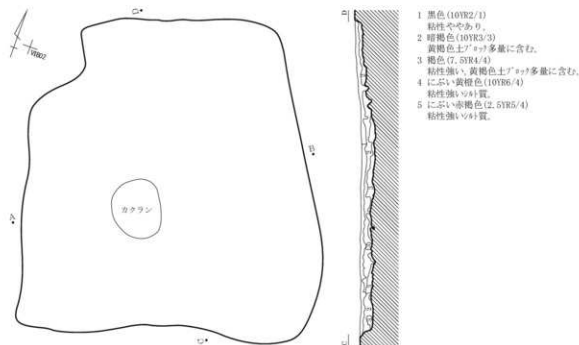 1 黒色(10YR2/1)
粘性ややあり。
2 暗褐色(10YR3/3)
黄褐色土ブロック多量に含む。
3 褐色(7.5YR4/4)
粘性強い、黄褐色土ブロック多量に含む。
4 にぶい黄橙色(10YR6/4)
粘性強いシルト質。
5 にぶい赤褐色(2.5YR5/4)
粘性強いシルト質。
カクラン
A
B